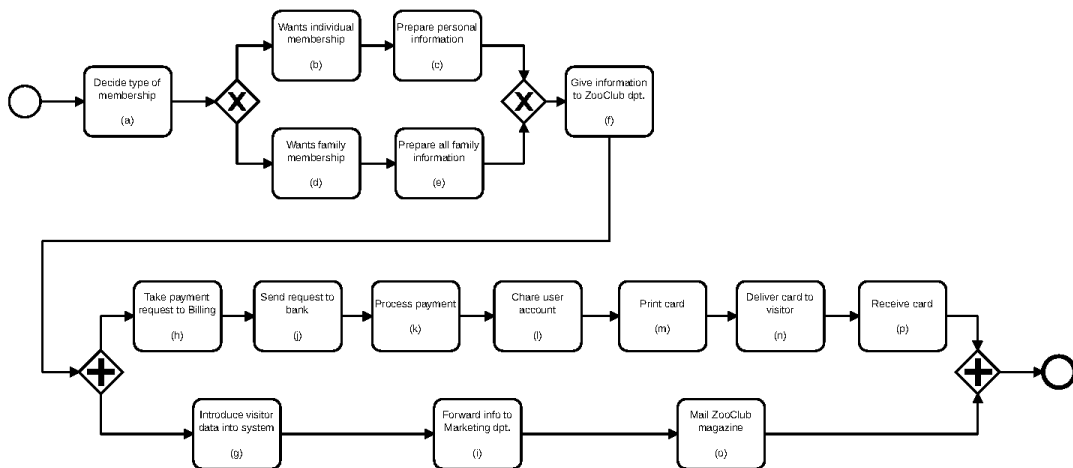 Wants individual
membership
(b)
Prepare personal
information
(c)
Decide type of
membership
(a)
X
X
Give information
to ZooClub dpt.
(f)
Wants family
membership
(d)
Prepare all family
information
(e)
Take payment
request to Billing
(h)
Send request to
bank
(j)
Process payment
(k)
Chare user
account
(l)
Print card
(m)
Deliver card to
visitor
(n)
Receive card
(p)
Introduce visitor
data into system
(g)
Forward info to
Marketing dpt.
(i)
Mail ZooClub
magazine
(o)